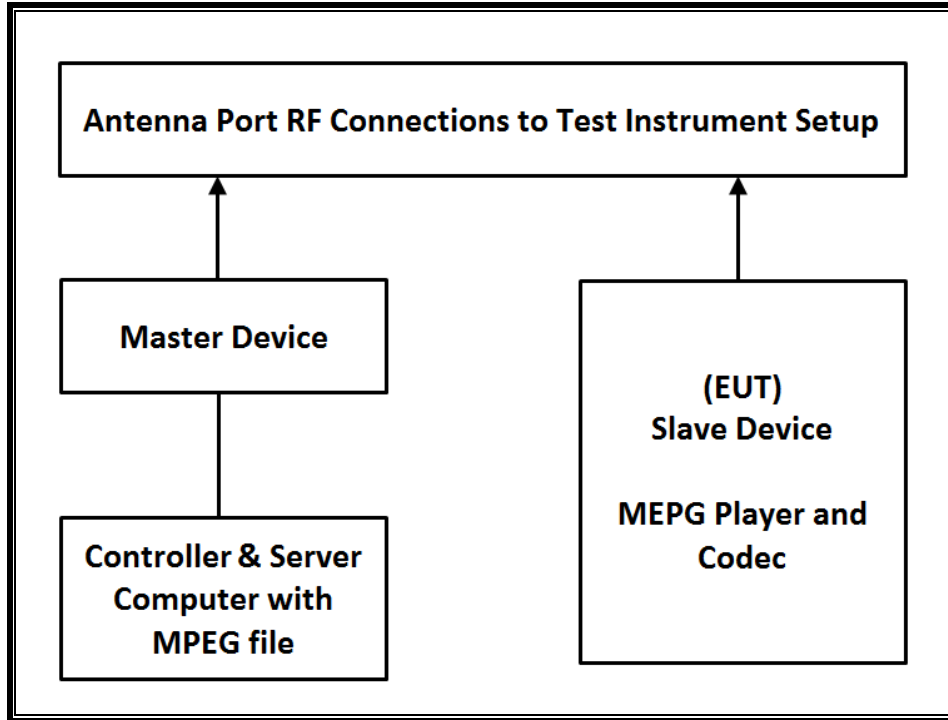 Antenna Port RF Connections to Test Instrument Setup
Master Device
Controller & Server
Computer with
MPEG file
(EUT)
Slave Device
MEPG Player and
Codec